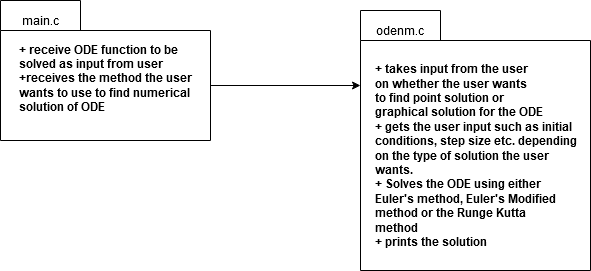 main.c
+ receive ODE function to be
solved as input from user
+receives the method the user
wants to use to find numerical
solution of ODE
odenm.c
+ takes input from the user
on whether the user wants
to find point solution or
graphical solution for the ODE
+ gets the user input such as initial
conditions, step size etc. depending
on the type of solution the user
wants.
+ Solves the ODE using either
Euler's method, Euler's Modified
method or the Runge Kutta
method
+ prints the solution